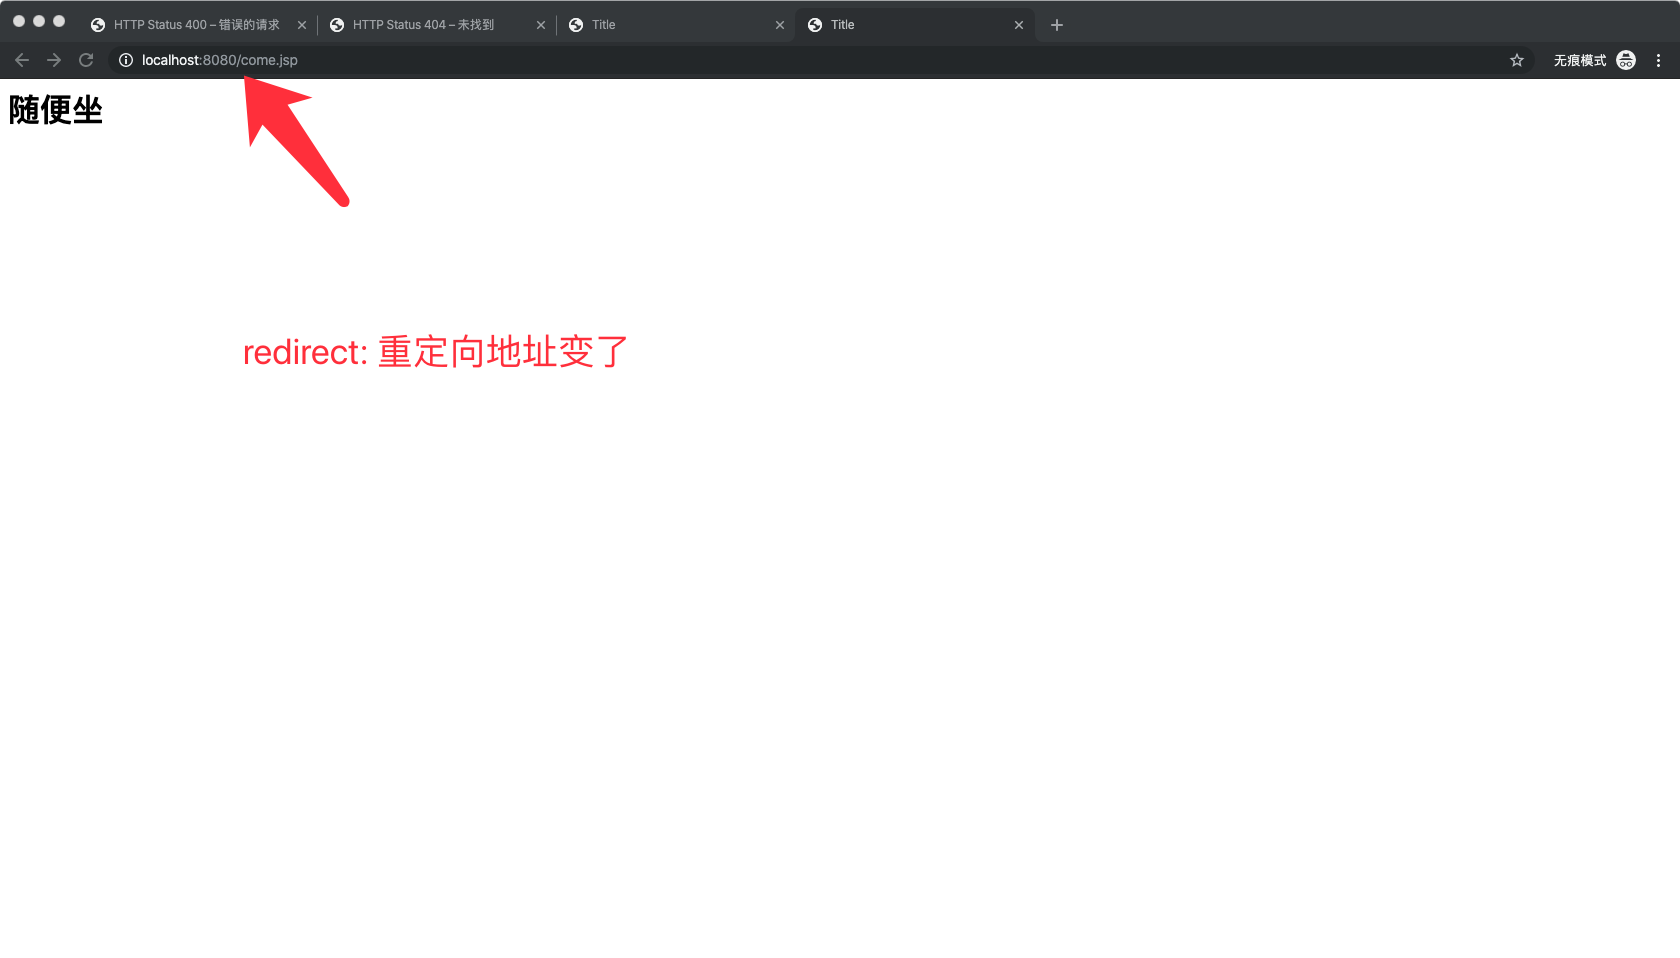 HTTP Status 400 – 错误的请求
HTTP Status 404 – 未找到
Title
Title
localhost:8080/come.jsp
无痕模式
随便坐
redirect: 重定向地址变了